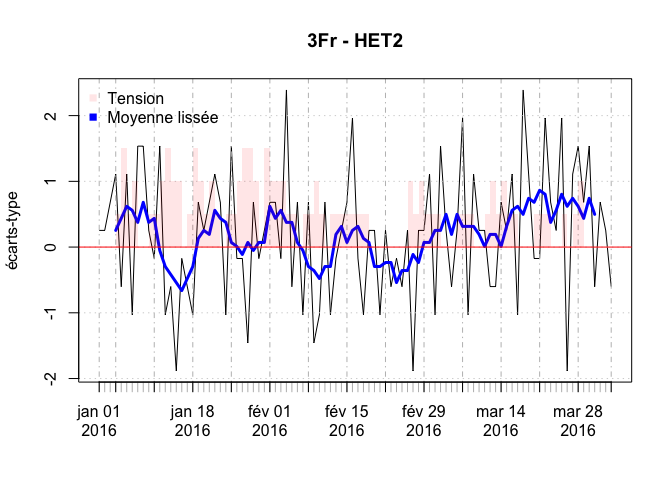 3Fr - HET2
Tension
Moyenne lissée
écarts-type
2
1
0
-1
-2
jan 01 jan 18 fév 01 fév 15 fév 29 mar 14 mar 28
2016 2016 2016 2016 2016 2016 2016